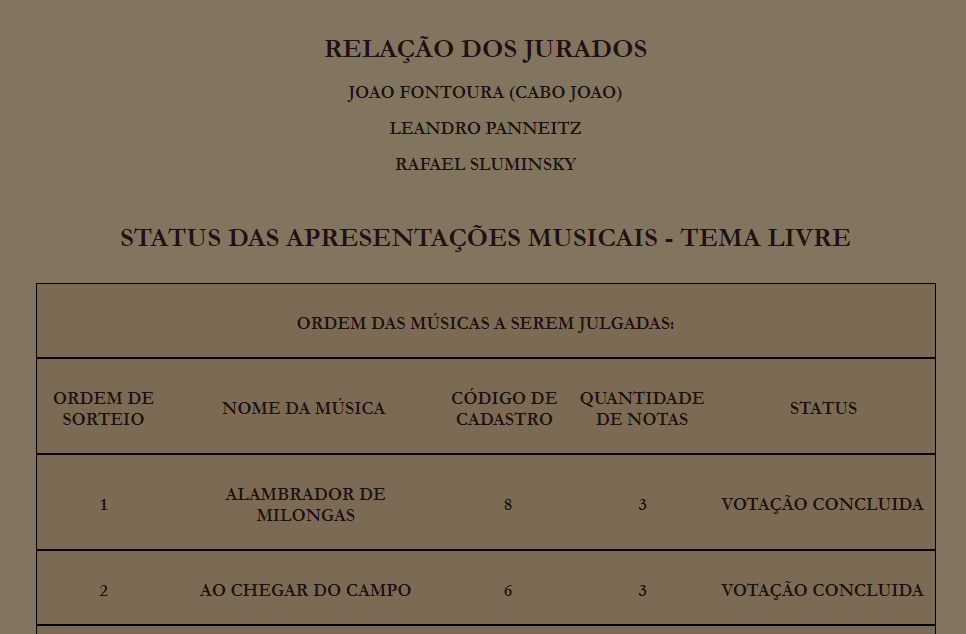 RELAÇÃO DOS JURADOS
JOAO FONTOURA (CABO JOAO)
LEANDRO PANNEITZ
RAFAEL SLUMINSKY
STATUS DAS APRESENTAÇÕES MUSICAIS - TEMA LIVRE
ORDEM DAS MÚSICAS A SEREM JULGADAS:
ORDEM DE
SORTEIO
NOME DA MÚSICA
CÓDIGO DE
CADASTRO
QUANTIDADE
DE NOTAS
STATUS
1
ALAMBRADOR DE
MILONGAS
8
3
VOTAÇÃO CONCLUIDA
2
AO CHEGAR DO CAMPO
6
3
VOTAÇÃO CONCLUIDA